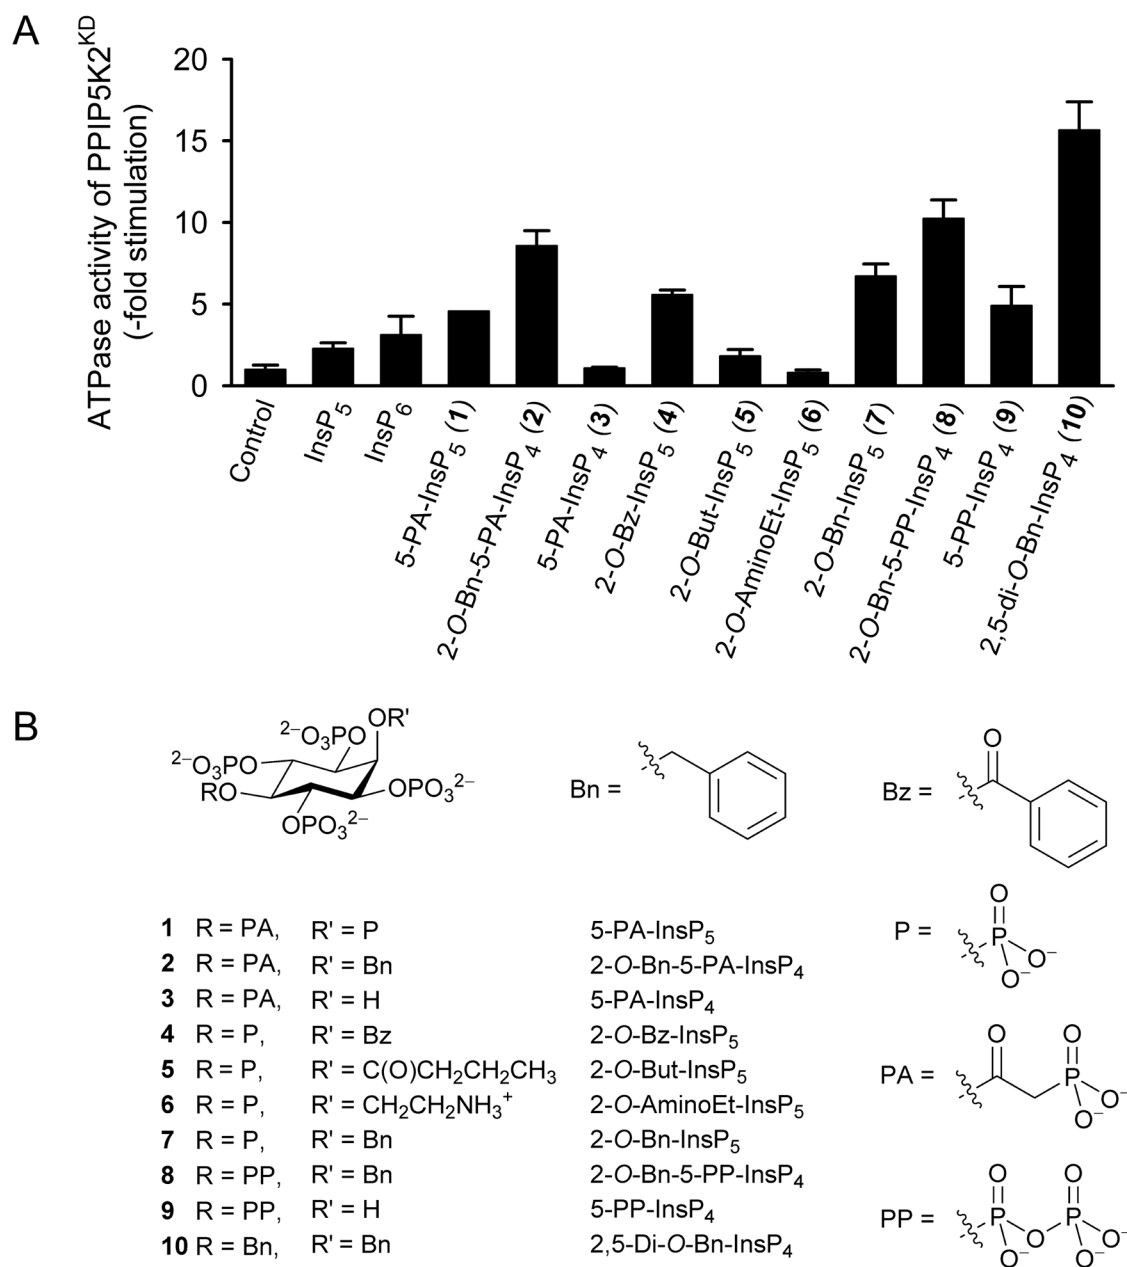 A
ATPase activity of PPIP5K2ᴷᴰ
(-fold stimulation)
20
15
10
5
0
Control
InsP₅
InsP₆
5-PA-InsP₅ (1)
2-O-Bn-5-PA-InsP₄ (2)
5-PA-InsP₄ (3)
2-O-Bz-InsP₅ (4)
2-O-But-InsP₅ (5)
2-O-AminoEt-InsP₅ (6)
2-O-Bn-InsP₅ (7)
2-O-Bn-5-PP-InsP₄ (8)
5-PP-InsP₄ (9)
2,5-di-O-Bn-InsP₄ (10)
B
OR'
²⁻O₃PO
²⁻O₃PO
RO
OPO₃²⁻
OPO₃²⁻
Bn =
Bz =
O
1 R = PA, R' = P 5-PA-InsP₅
2 R = PA, R' = Bn 2-O-Bn-5-PA-InsP₄
3 R = PA, R' = H 5-PA-InsP₄
4 R = P, R' = Bz 2-O-Bz-InsP₅
5 R = P, R' = C(O)CH₂CH₂CH₃ 2-O-But-InsP₅
6 R = P, R' = CH₂CH₂NH₃⁺ 2-O-AminoEt-InsP₅
7 R = P, R' = Bn 2-O-Bn-InsP₅
8 R = PP, R' = Bn 2-O-Bn-5-PP-InsP₄
9 R = PP, R' = H 5-PP-InsP₄
10 R = Bn, R' = Bn 2,5-Di-O-Bn-InsP₄
P =
O
P
O⁻
O⁻
PA =
O
O
P
O⁻
O⁻
PP =
O
O
P
O
P
O⁻
O⁻
O⁻